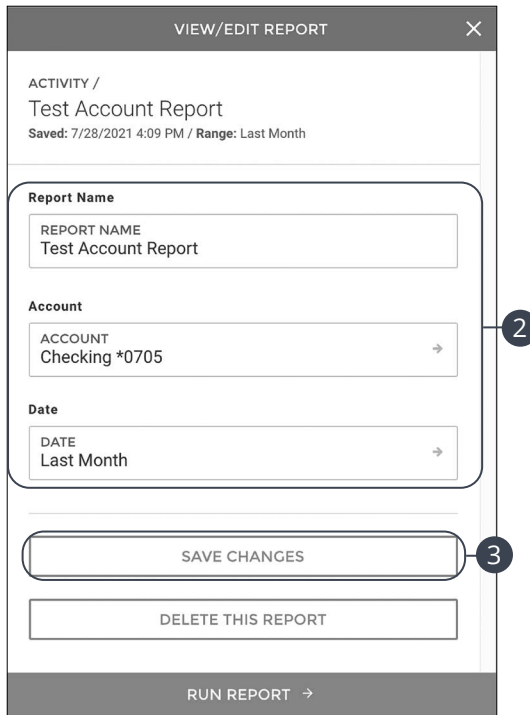 VIEW/EDIT REPORT
ACTIVITY /
Test Account Report
Saved: 7/28/2021 4:09 PM / Range: Last Month
Report Name
REPORT NAME
Test Account Report
Account
ACCOUNT
Checking *0705
Date
DATE
Last Month
2
SAVE CHANGES
3
DELETE THIS REPORT
RUN REPORT →